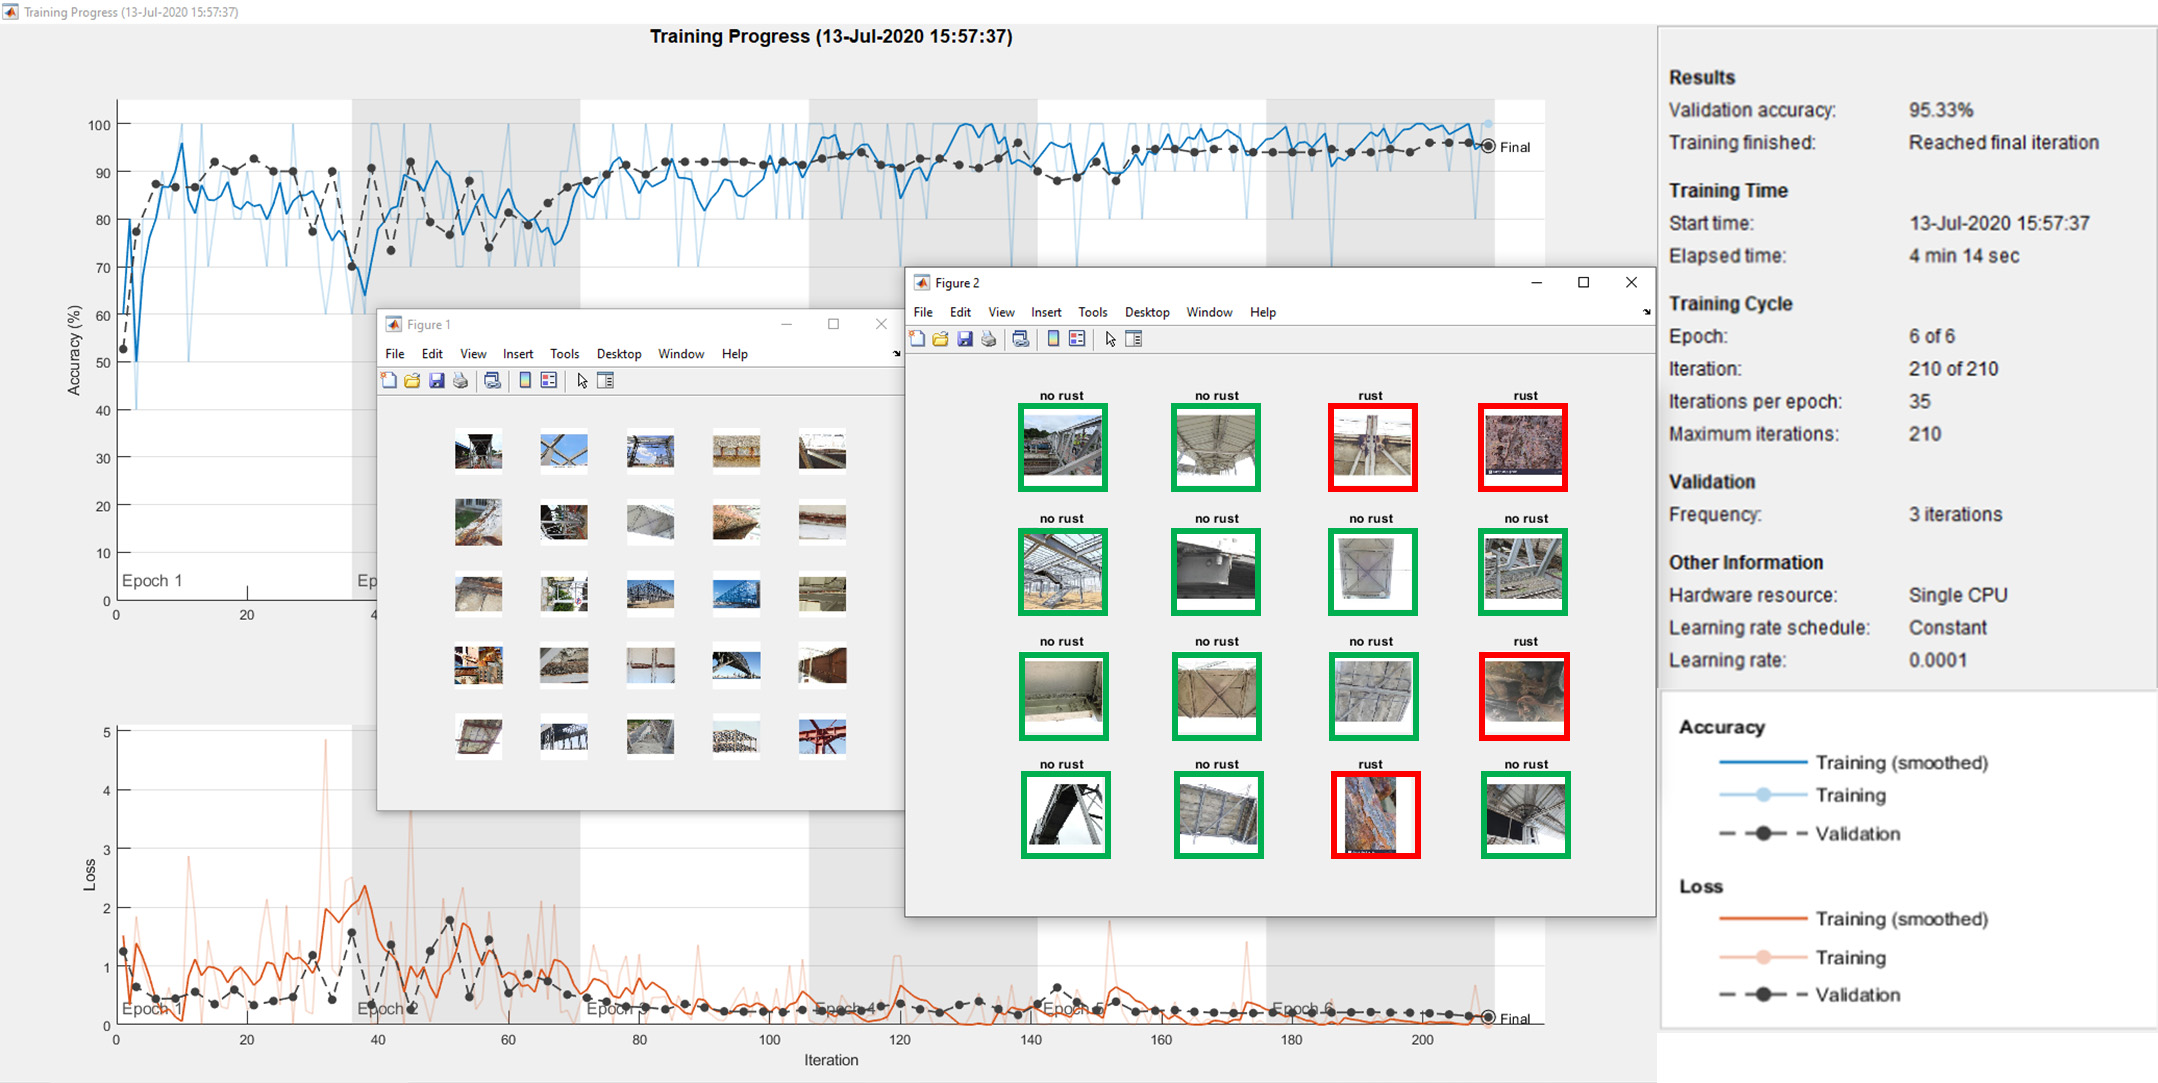 Training Progress (13-Jul-2020 15:57:37)
Training Progress (13-Jul-2020 15:57:37)
Accuracy (%)
100
90
80
70
60
50
40
30
20
10
0
Final
Epoch 1
Ep
0 20 4
Figure 1
File Edit View Insert Tools Desktop Window Help
Figure 2
File Edit View Insert Tools Desktop Window Help
no rust no rust rust rust
no rust no rust no rust no rust
no rust no rust no rust rust
no rust no rust rust no rust
Loss
5
4
3
2
1
0
Epoch 1 Epoch 2 Epoch 3 Epoch 4 Epoch 5 Epoch 6
Final
0 20 40 60 80 100 120 140 160 180 200
Iteration
Results
Validation accuracy: 95.33%
Training finished: Reached final iteration
Training Time
Start time: 13-Jul-2020 15:57:37
Elapsed time: 4 min 14 sec
Training Cycle
Epoch: 6 of 6
Iteration: 210 of 210
Iterations per epoch: 35
Maximum iterations: 210
Validation
Frequency: 3 iterations
Other Information
Hardware resource: Single CPU
Learning rate schedule: Constant
Learning rate: 0.0001
Accuracy
Training (smoothed)
Training
Validation
Loss
Training (smoothed)
Training
Validation